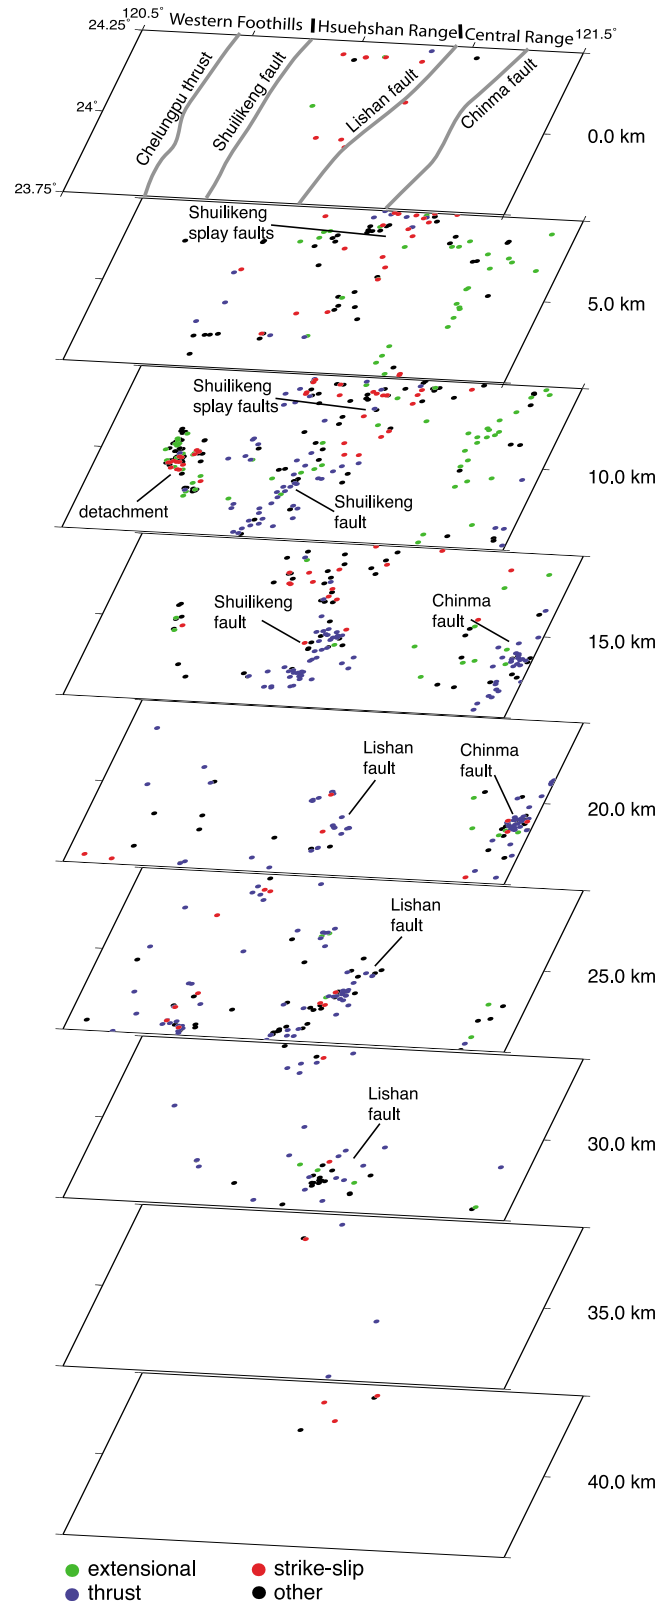 120.5°
121.5°
24.25°
Western Foothills
Hsuehshan Range
Central Range
Chelungpu thrust
Shuilikeng fault
Lishan fault
Chinma fault
24°
0.0 km
23.75°
Shuilikeng
splay faults
5.0 km
Shuilikeng
splay faults
10.0 km
detachment
Shuilikeng
fault
Shuilikeng
fault
Chinma
fault
15.0 km
Lishan
fault
Chinma
fault
20.0 km
Lishan
fault
25.0 km
Lishan
fault
30.0 km
35.0 km
40.0 km
extensional
strike-slip
thrust
other